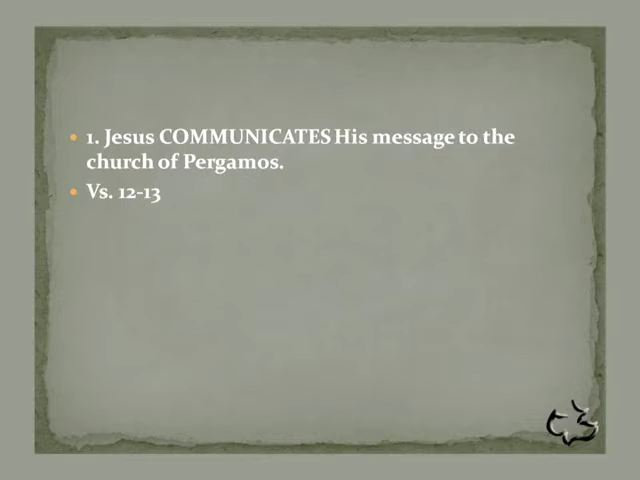 1. Jesus COMMUNICATES His message to the
church of Pergamos.
Vs. 12-13